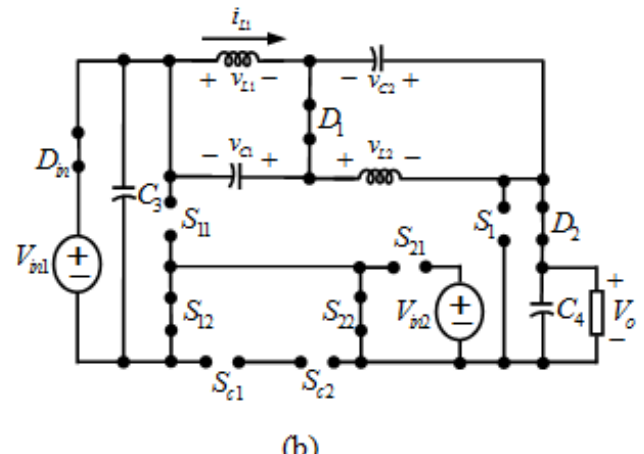 i_L1
+ v_L1 −
− v_C2 +
D_1
D_in
− v_C1 +
+ v_L2 −
C_3
S_11
S_1
D_2
S_21
V_in1
+
−
S_12
S_22
V_in2
+
−
C_4
+
V_o
−
S_c1
S_c2
(b)